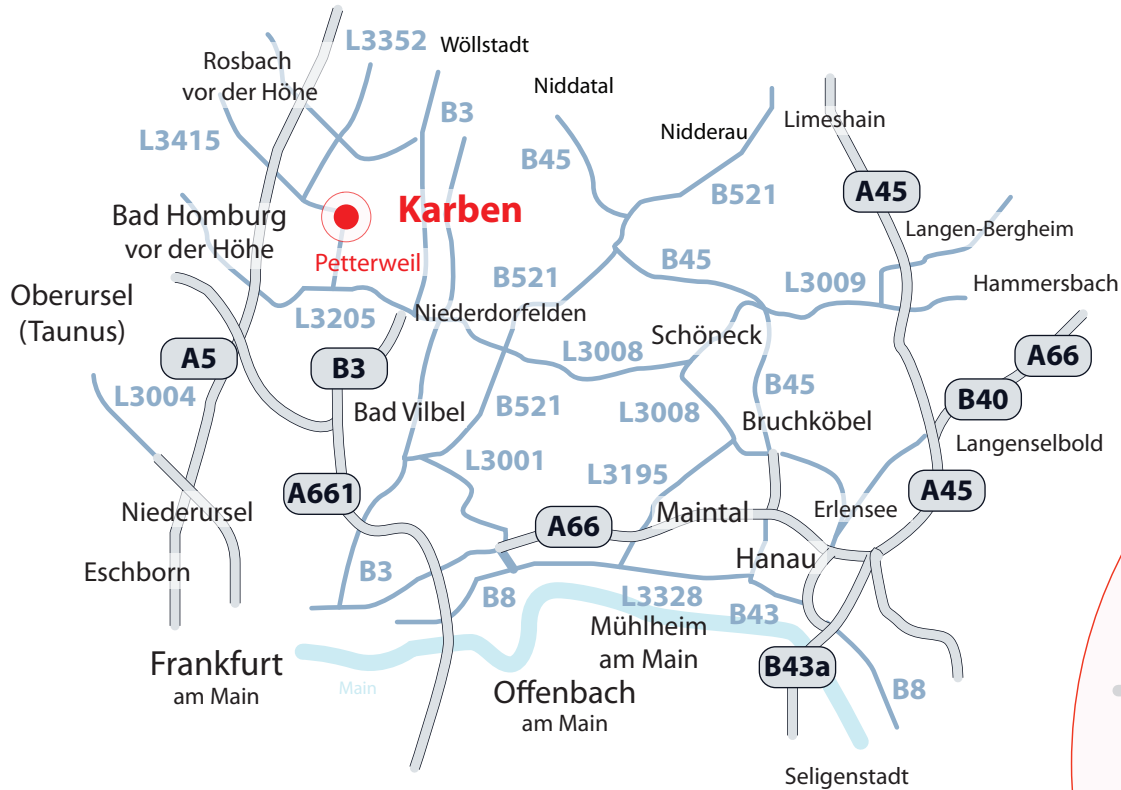 L3352
Wöllstadt
Rosbach
vor der Höhe
Niddatal
B3
Nidderau
Limeshain
L3415
B45
B521
A45
Karben
Bad Homburg
vor der Höhe
Langen-Bergheim
Petterweil
B45
B521
L3009
Hammersbach
Oberursel
(Taunus)
L3205
Niederdorfelden
Schöneck
A5
B3
L3008
A66
L3004
B45
B40
Bad Vilbel
B521
L3008
Bruchköbel
Langenselbold
L3001
L3195
A661
A45
Niederursel
A66
Maintal
Erlensee
Eschborn
B3
Hanau
B8
L3328
B43
Mühlheim
am Main
Frankfurt
am Main
Main
Offenbach
am Main
B43a
B8
Seligenstadt